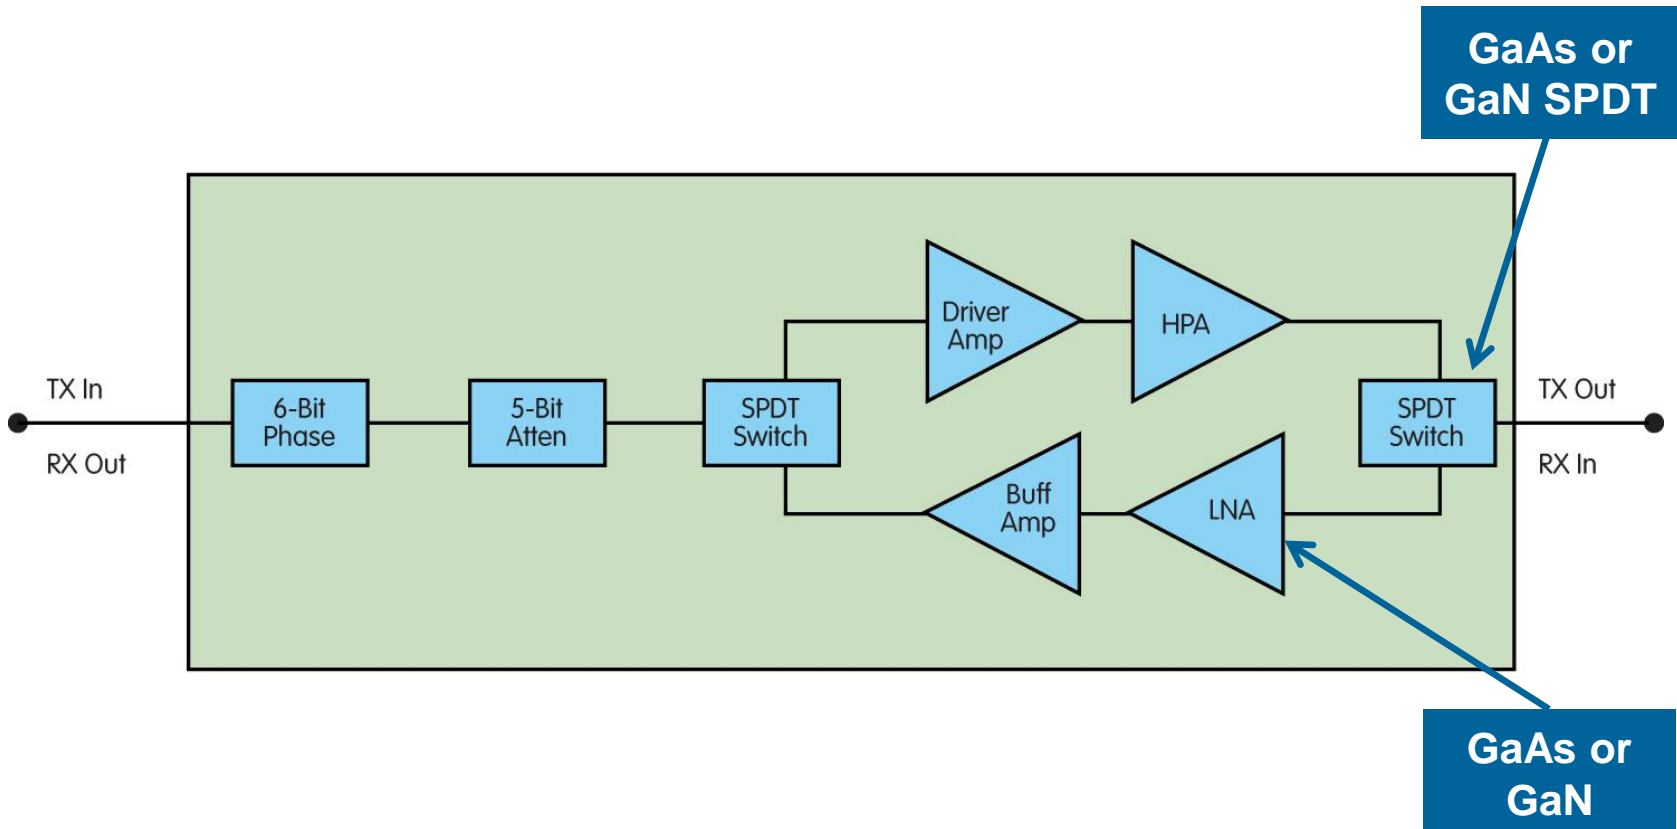 GaAs or
GaN SPDT
Driver
Amp
HPA
TX In
6-Bit
Phase
5-Bit
Atten
SPDT
Switch
SPDT
Switch
TX Out
RX Out
RX In
Buff
Amp
LNA
GaAs or
GaN